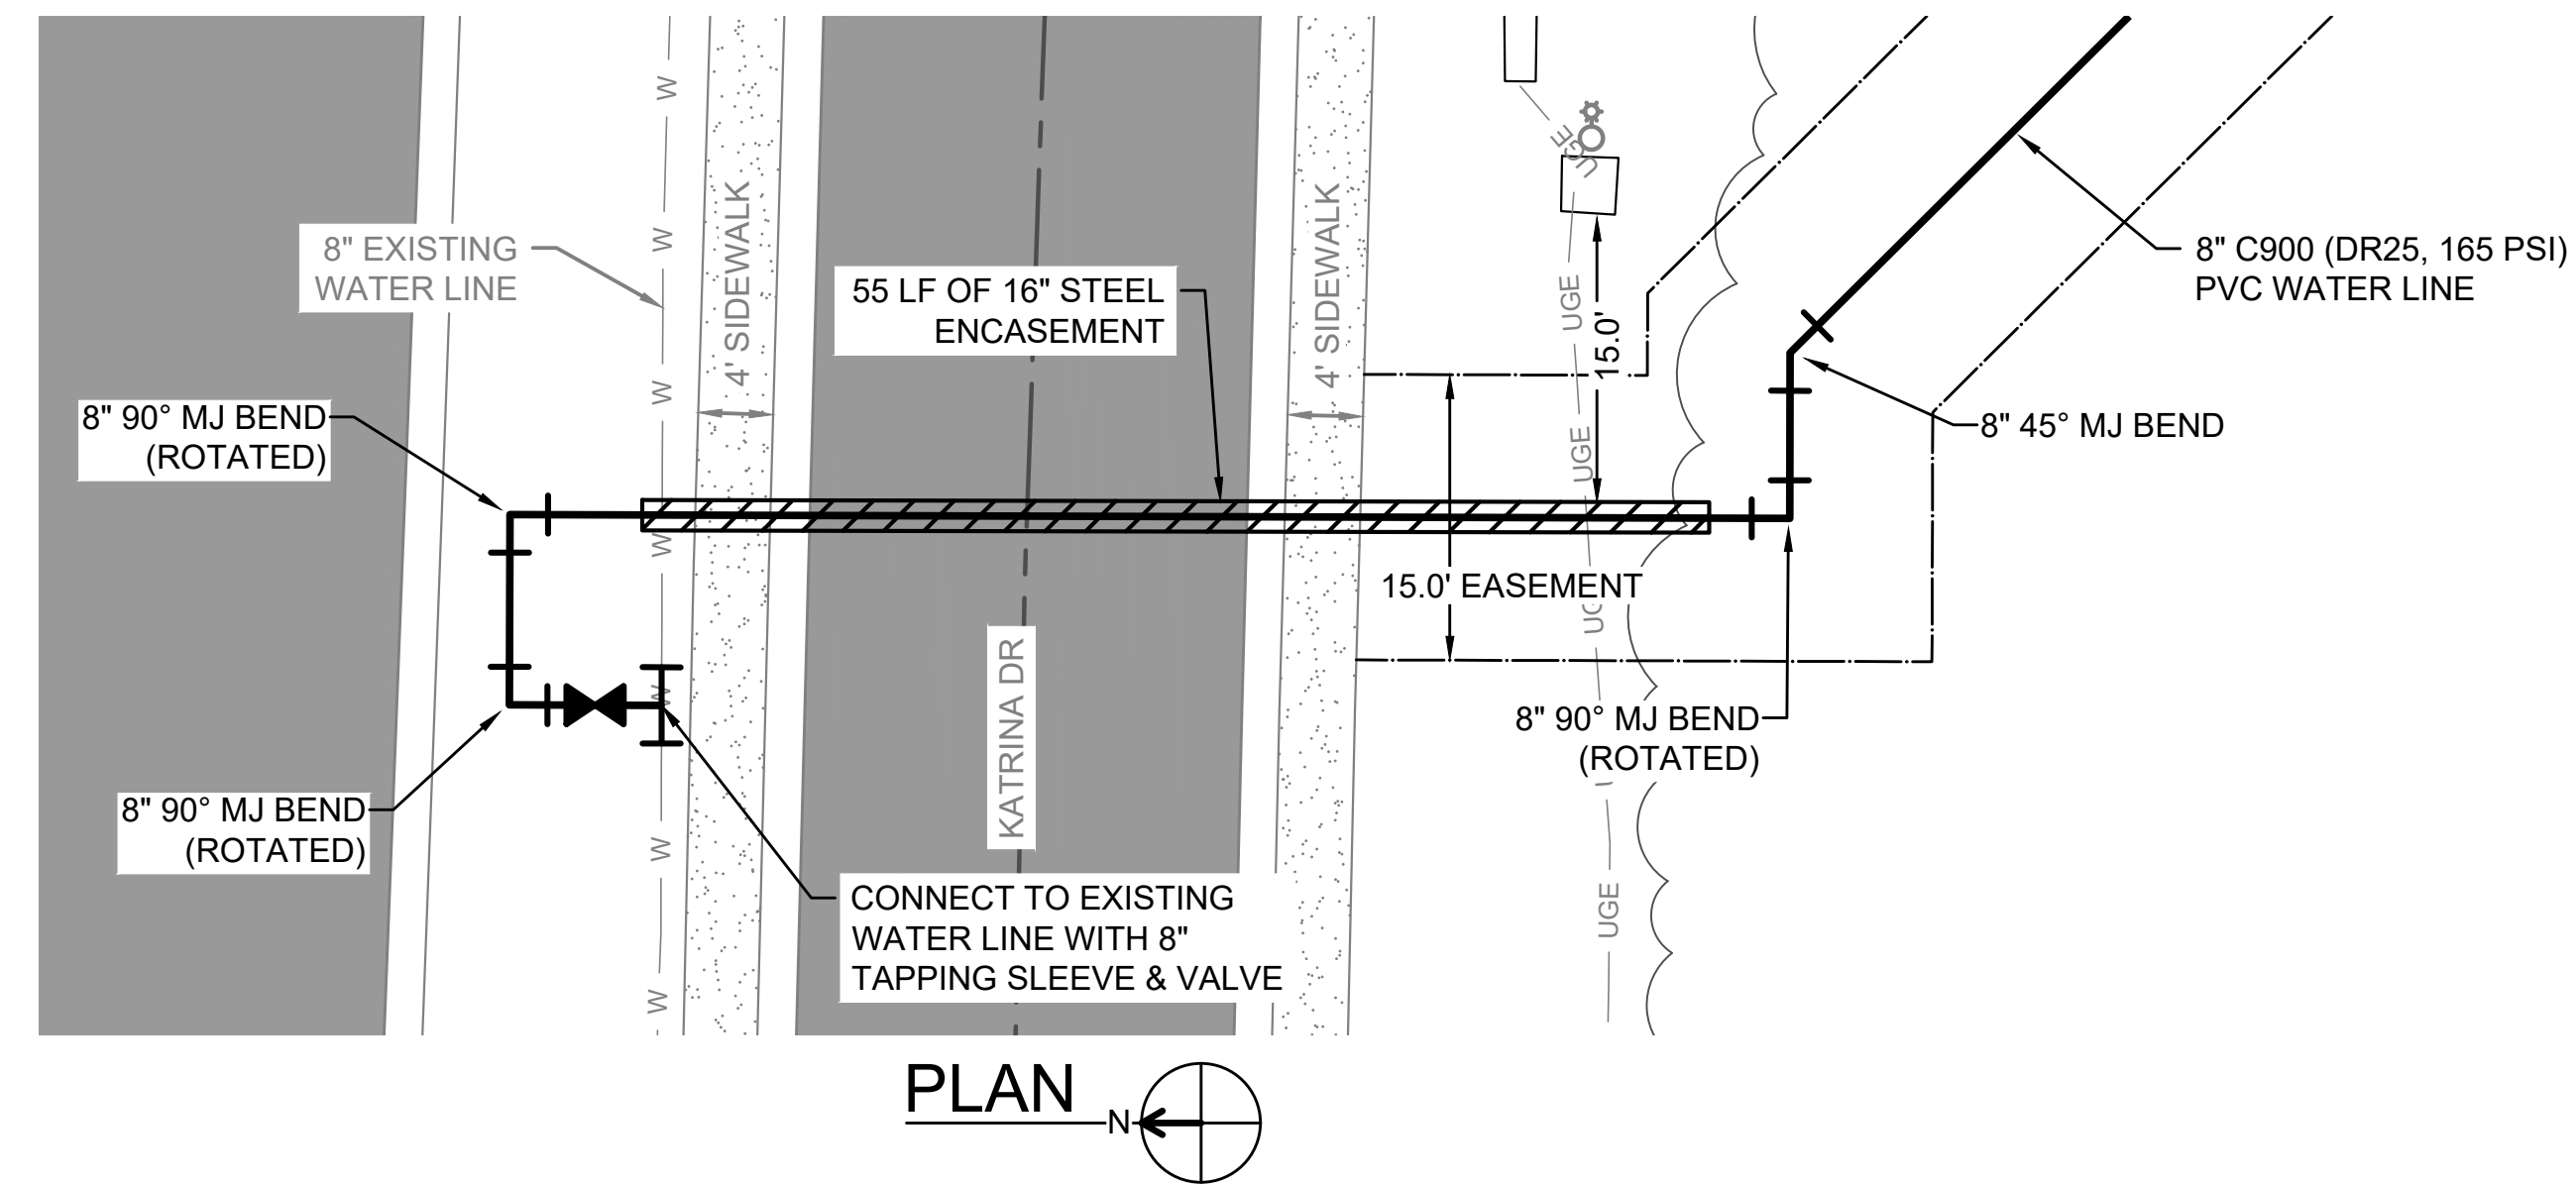 8" EXISTING
WATER LINE
W
W
W
W
W
W
W
4' SIDEWALK
55 LF OF 16" STEEL
ENCASEMENT
4' SIDEWALK
UGE
UGE
UGE
UGE
15.0'
8" C900 (DR25, 165 PSI)
PVC WATER LINE
8" 90° MJ BEND
(ROTATED)
8" 45° MJ BEND
15.0' EASEMENT
KATRINA DR
8" 90° MJ BEND
(ROTATED)
8" 90° MJ BEND
(ROTATED)
CONNECT TO EXISTING
WATER LINE WITH 8"
TAPPING SLEEVE & VALVE
UGE
PLAN
N